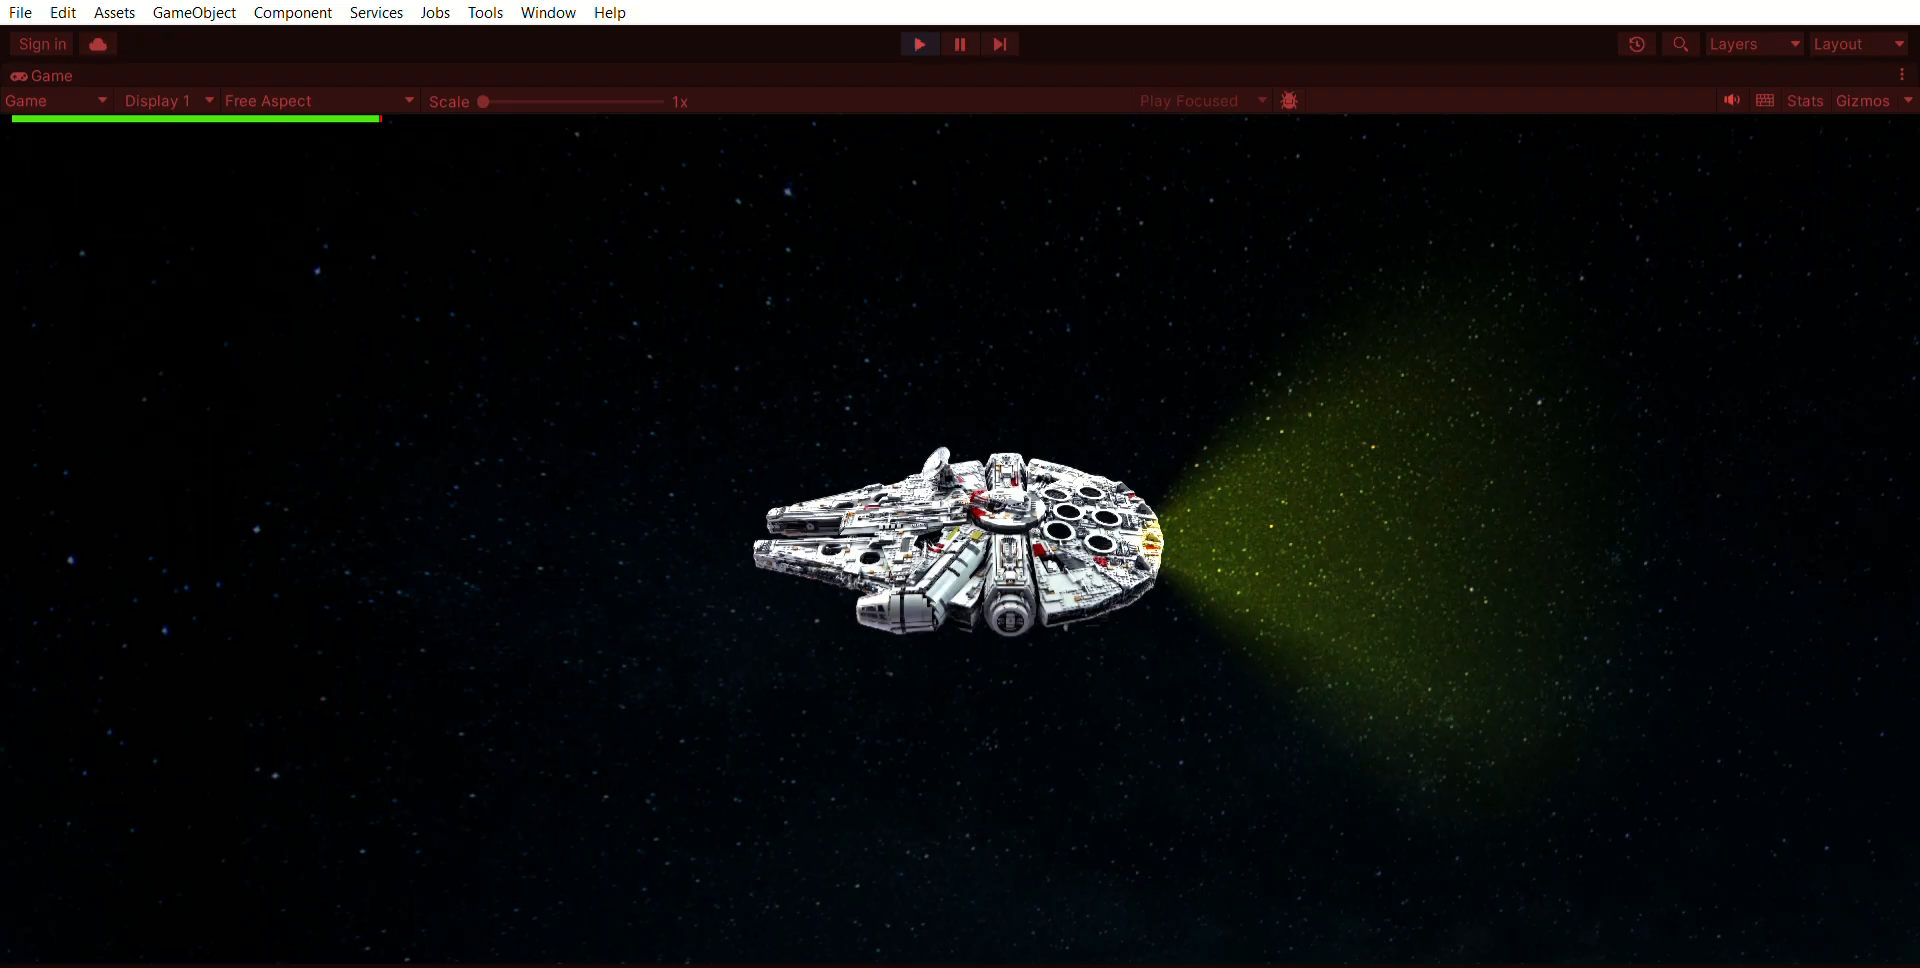 File Edit Assets GameObject Component Services Jobs Tools Window Help
Sign in Layers Layout
Game
Game Display 1 Free Aspect Scale 1x Play Focused Stats Gizmos